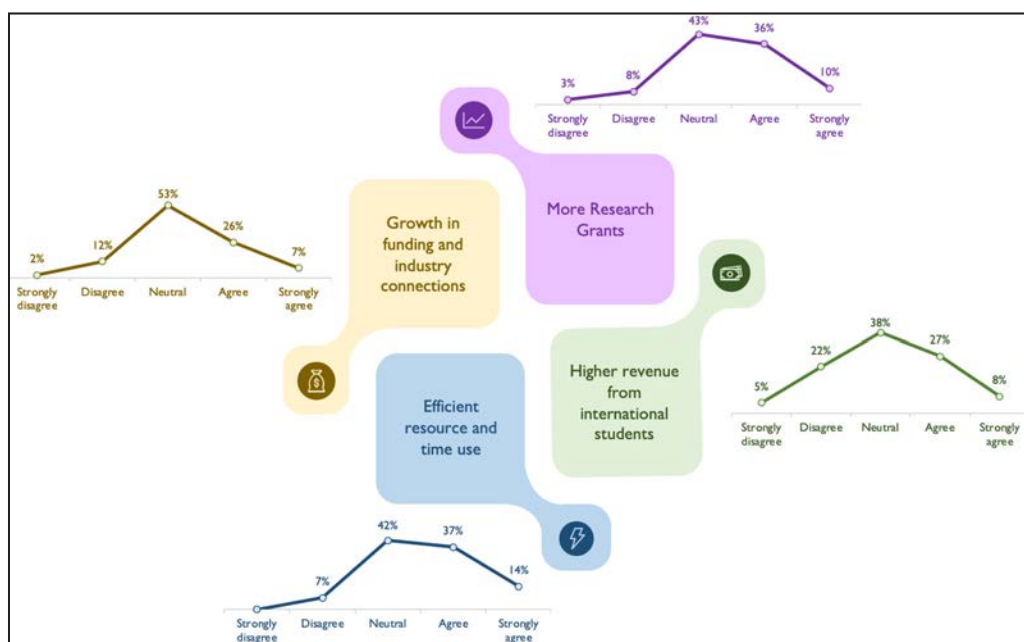 43%
36%
3%
8%
10%
Strongly
disagree
Disagree
Neutral
Agree
Strongly
agree
More Research
Grants
53%
2%
12%
26%
7%
Strongly
disagree
Disagree
Neutral
Agree
Strongly
agree
Growth in
funding and
industry
connections
Higher revenue
from
international
students
5%
22%
38%
27%
8%
Strongly
disagree
Disagree
Neutral
Agree
Strongly
agree
Efficient
resource and
time use
$
7%
42%
37%
14%
Strongly
disagree
Disagree
Neutral
Agree
Strongly
agree